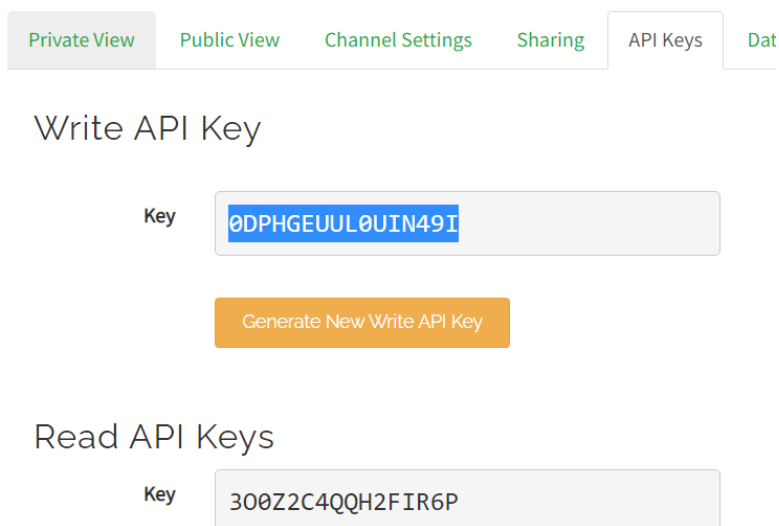 Private View Public View Channel Settings Sharing API Keys Dat
Write API Key
Key 0DPHGEUUL0UIN49I
Generate New Write API Key
Read API Keys
Key 3O0Z2C4QQH2FIR6P